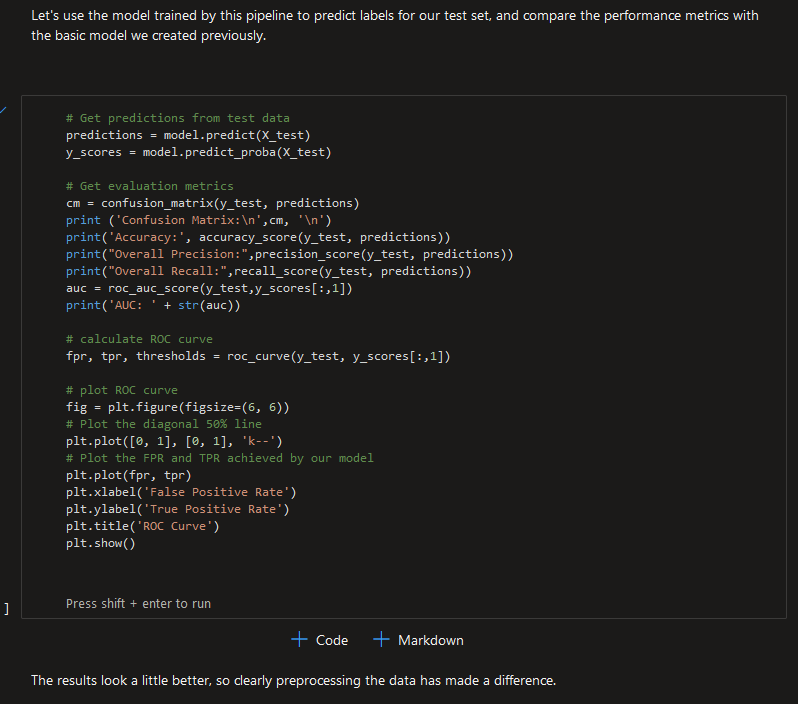 Let's use the model trained by this pipeline to predict labels for our test set, and compare the performance metrics with
the basic model we created previously.
# Get predictions from test data
predictions = model.predict(X_test)
y_scores = model.predict_proba(X_test)
# Get evaluation metrics
cm = confusion_matrix(y_test, predictions)
print ('Confusion Matrix:\n',cm, '\n')
print('Accuracy:', accuracy_score(y_test, predictions))
print("Overall Precision:",precision_score(y_test, predictions))
print("Overall Recall:",recall_score(y_test, predictions))
auc = roc_auc_score(y_test,y_scores[:,1])
print('AUC: ' + str(auc))
# calculate ROC curve
fpr, tpr, thresholds = roc_curve(y_test, y_scores[:,1])
# plot ROC curve
fig = plt.figure(figsize=(6, 6))
# Plot the diagonal 50% line
plt.plot([0, 1], [0, 1], 'k--')
# Plot the FPR and TPR achieved by our model
plt.plot(fpr, tpr)
plt.xlabel('False Positive Rate')
plt.ylabel('True Positive Rate')
plt.title('ROC Curve')
plt.show()
Press shift + enter to run
]
+ Code + Markdown
The results look a little better, so clearly preprocessing the data has made a difference.